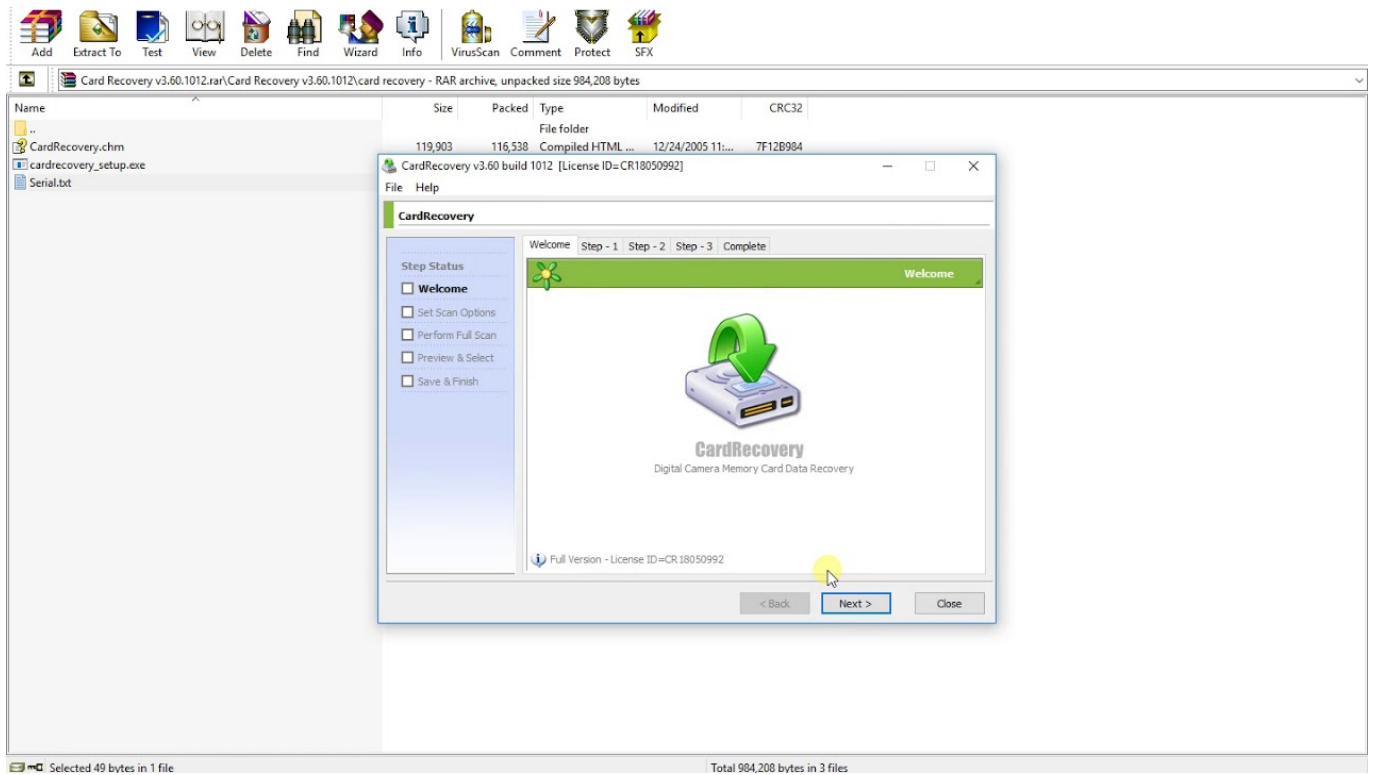 Add Extract To Test View Delete Find Wizard Info VirusScan Comment Protect SFX
Card Recovery v3.60.1012.rar\Card Recovery v3.60.1012\card recovery - RAR archive, unpacked size 984,208 bytes
Name Size Packed Type Modified CRC32
.. File folder
CardRecovery.chm 119,903 116,538 Compiled HTML ... 12/24/2005 11:... 7F12B984
cardrecovery_setup.exe
Serial.txt
CardRecovery v3.60 build 1012 [License ID=CR18050992]
File Help
CardRecovery
Welcome Step - 1 Step - 2 Step - 3 Complete
Step Status
Welcome
Set Scan Options
Perform Full Scan
Preview & Select
Save & Finish
Welcome
CardRecovery
Digital Camera Memory Card Data Recovery
Full Version - License ID=CR18050992
< Back Next > Close
Selected 49 bytes in 1 file Total 984,208 bytes in 3 files